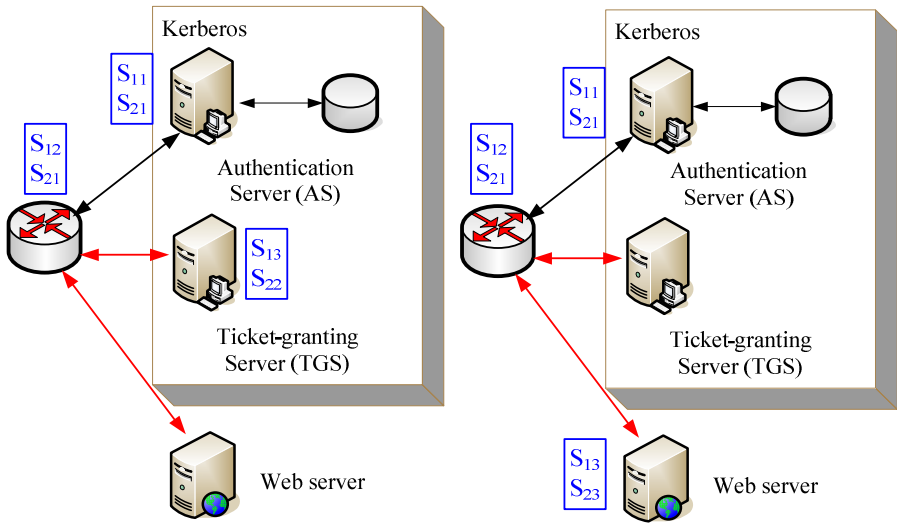 Kerberos
S₁₁
S₂₁
S₁₂
S₂₁
Authentication
Server (AS)
S₁₃
S₂₂
Ticket-granting
Server (TGS)
Web server
Kerberos
S₁₁
S₂₁
S₁₂
S₂₁
Authentication
Server (AS)
Ticket-granting
Server (TGS)
S₁₃
S₂₃
Web server